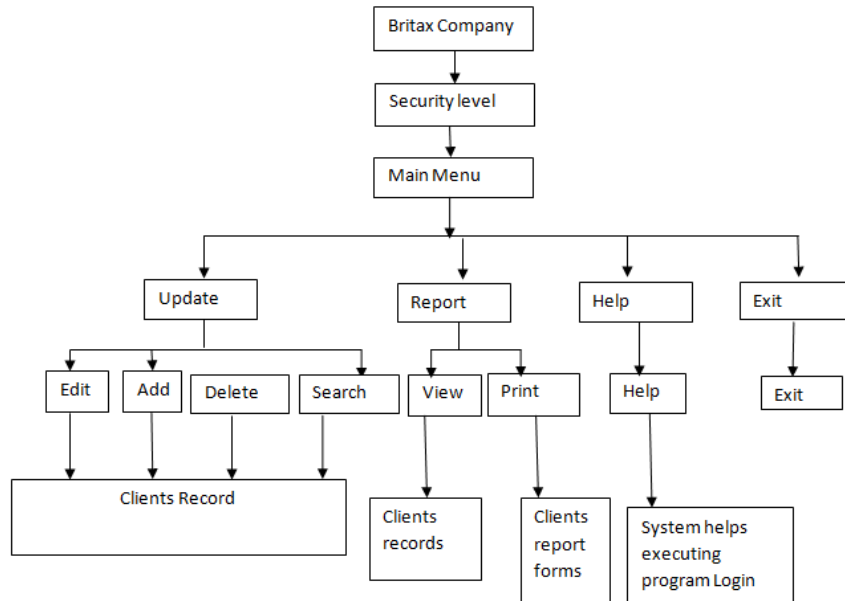 Britax Company
Security level
Main Menu
Update
Report
Help
Exit
Edit
Add
Delete
Search
View
Print
Help
Exit
Clients Record
Clients
records
Clients
report
forms
System helps
executing
program Login